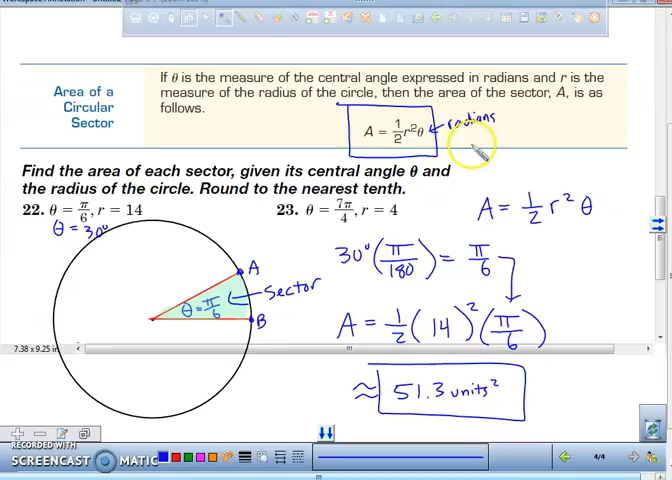 Area of a
Circular
Sector
If θ is the measure of the central angle expressed in radians and r is the
measure of the radius of the circle, then the area of the sector, A, is as
follows.
A = 1/2 r²θ
radians
Find the area of each sector, given its central angle θ and
the radius of the circle. Round to the nearest tenth.
22. θ = π/6, r = 14
23. θ = 7π/4, r = 4
θ = 30°
A = 1/2 r² θ
30° (π/180) = π/6
A
Sector
θ = π/6
B
A = 1/2 (14)² (π/6)
≈ 51.3 units²
7.38 x 9.25 in
4/4
RECORDED WITH
SCREENCAST MATIC